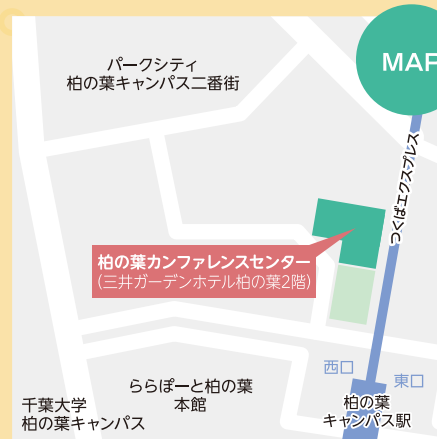 MAP
パークシティ
柏の葉キャンパス二番街
つくばエクスプレス
柏の葉カンファレンスセンター
(三井ガーデンホテル柏の葉2階)
西口
東口
ららぽーと柏の葉
本館
千葉大学
柏の葉キャンパス
柏の葉
キャンパス駅